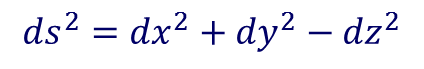 ds² = dx² + dy² − dz²